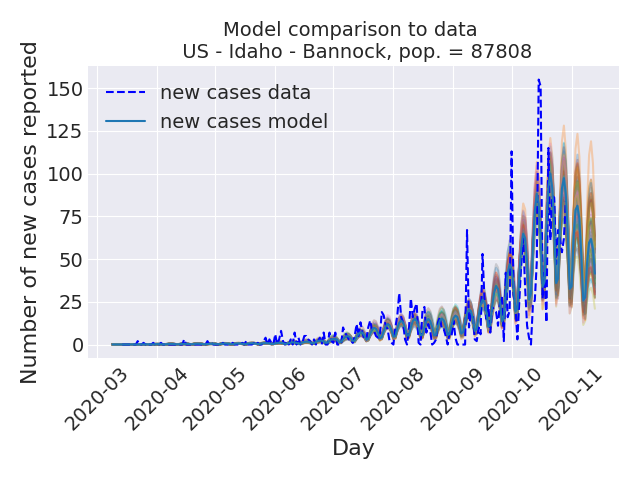 Model comparison to data
US - Idaho - Bannock, pop. = 87808
Number of new cases reported
150
125
100
75
50
25
0
new cases data
new cases model
2020-03
2020-04
2020-05
2020-06
2020-07
2020-08
2020-09
2020-10
2020-11
Day